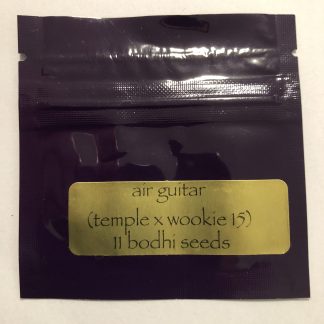 air guitar
(temple x wookie 15)
11 bodhi seeds